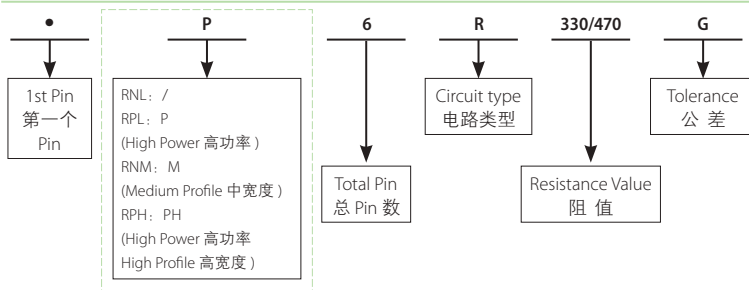 • P 6 R 330/470 G
1st Pin
第一个
Pin
RNL：/
RPL：P
(High Power 高功率 )
RNM：M
(Medium Profile 中宽度 )
RPH：PH
(High Power 高功率
High Profile 高宽度 )
Total Pin
总 Pin 数
Circuit type
电路类型
Resistance Value
阻 值
Tolerance
公 差